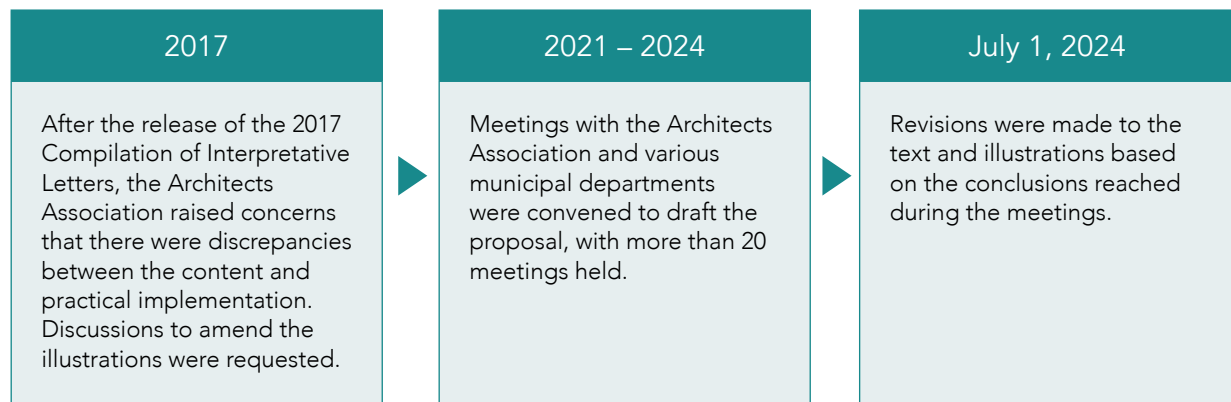 2017
After the release of the 2017
Compilation of Interpretative
Letters, the Architects
Association raised concerns
that there were discrepancies
between the content and
practical implementation.
Discussions to amend the
illustrations were requested.
2021 – 2024
Meetings with the Architects
Association and various
municipal departments
were convened to draft the
proposal, with more than 20
meetings held.
July 1, 2024
Revisions were made to the
text and illustrations based
on the conclusions reached
during the meetings.